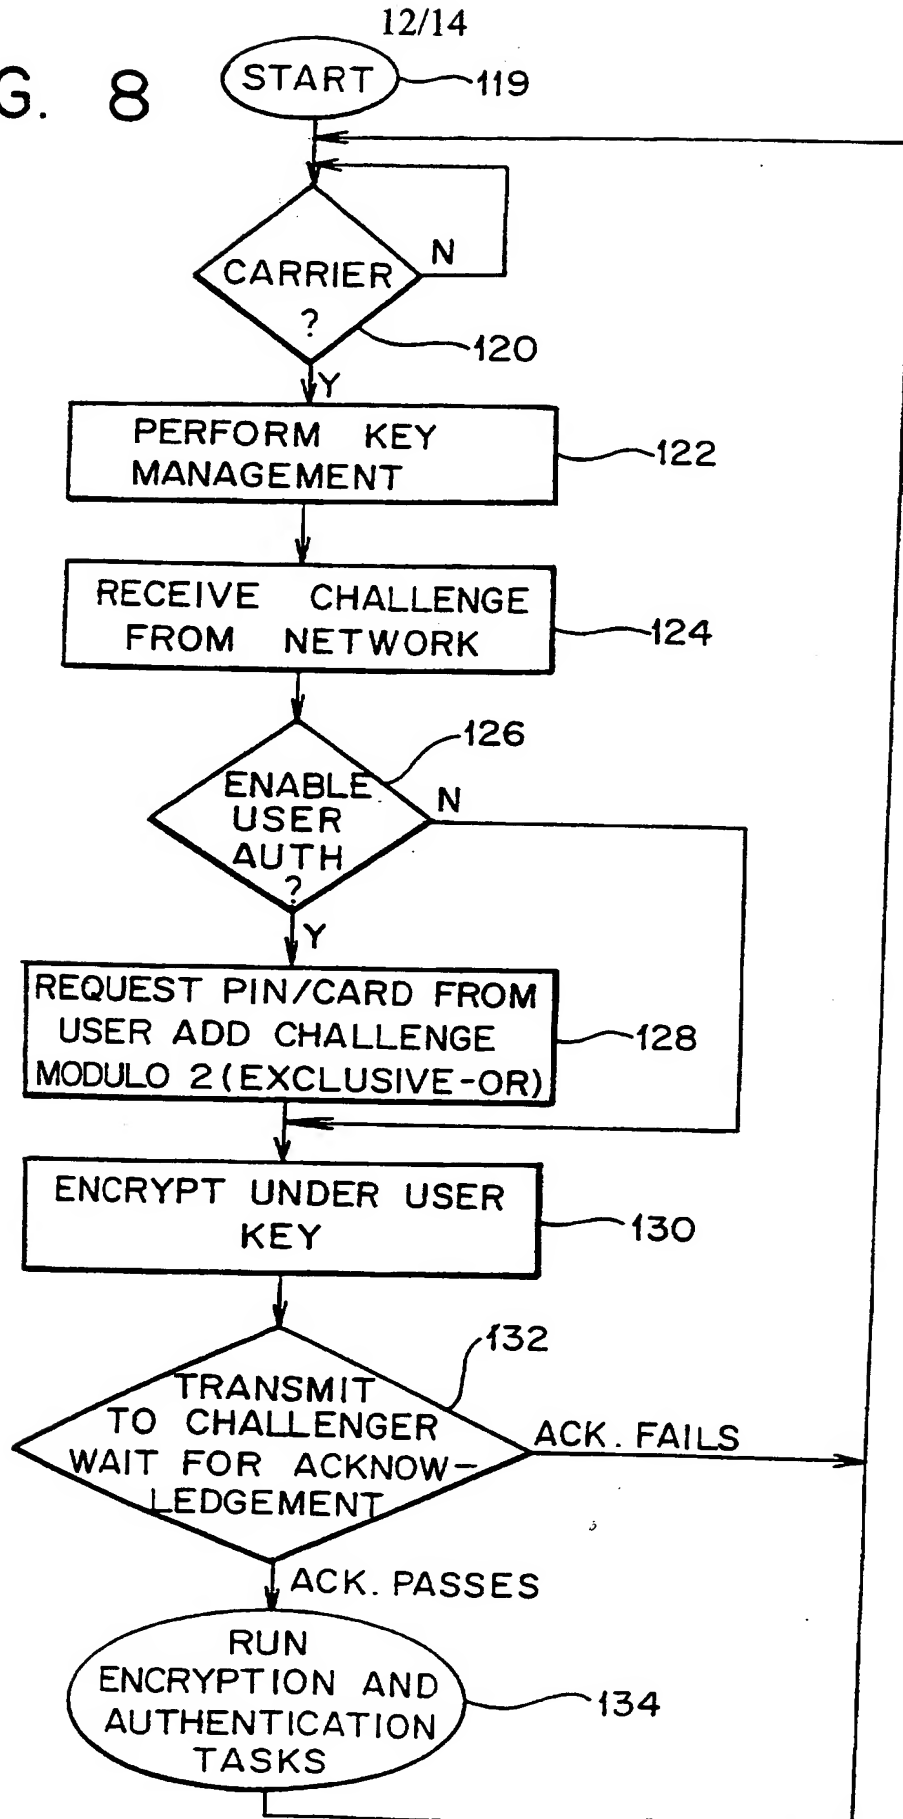 12/14
G. 8
START
119
CARRIER
?
N
120
Y
PERFORM KEY
MANAGEMENT
122
RECEIVE CHALLENGE
FROM NETWORK
124
126
ENABLE
USER
AUTH
?
N
Y
REQUEST PIN/CARD FROM
USER ADD CHALLENGE
MODULO 2 (EXCLUSIVE-OR)
128
ENCRYPT UNDER USER
KEY
130
132
TRANSMIT
TO CHALLENGER
WAIT FOR ACKNOW-
LEDGEMENT
ACK. FAILS
ACK. PASSES
RUN
ENCRYPTION AND
AUTHENTICATION
TASKS
134